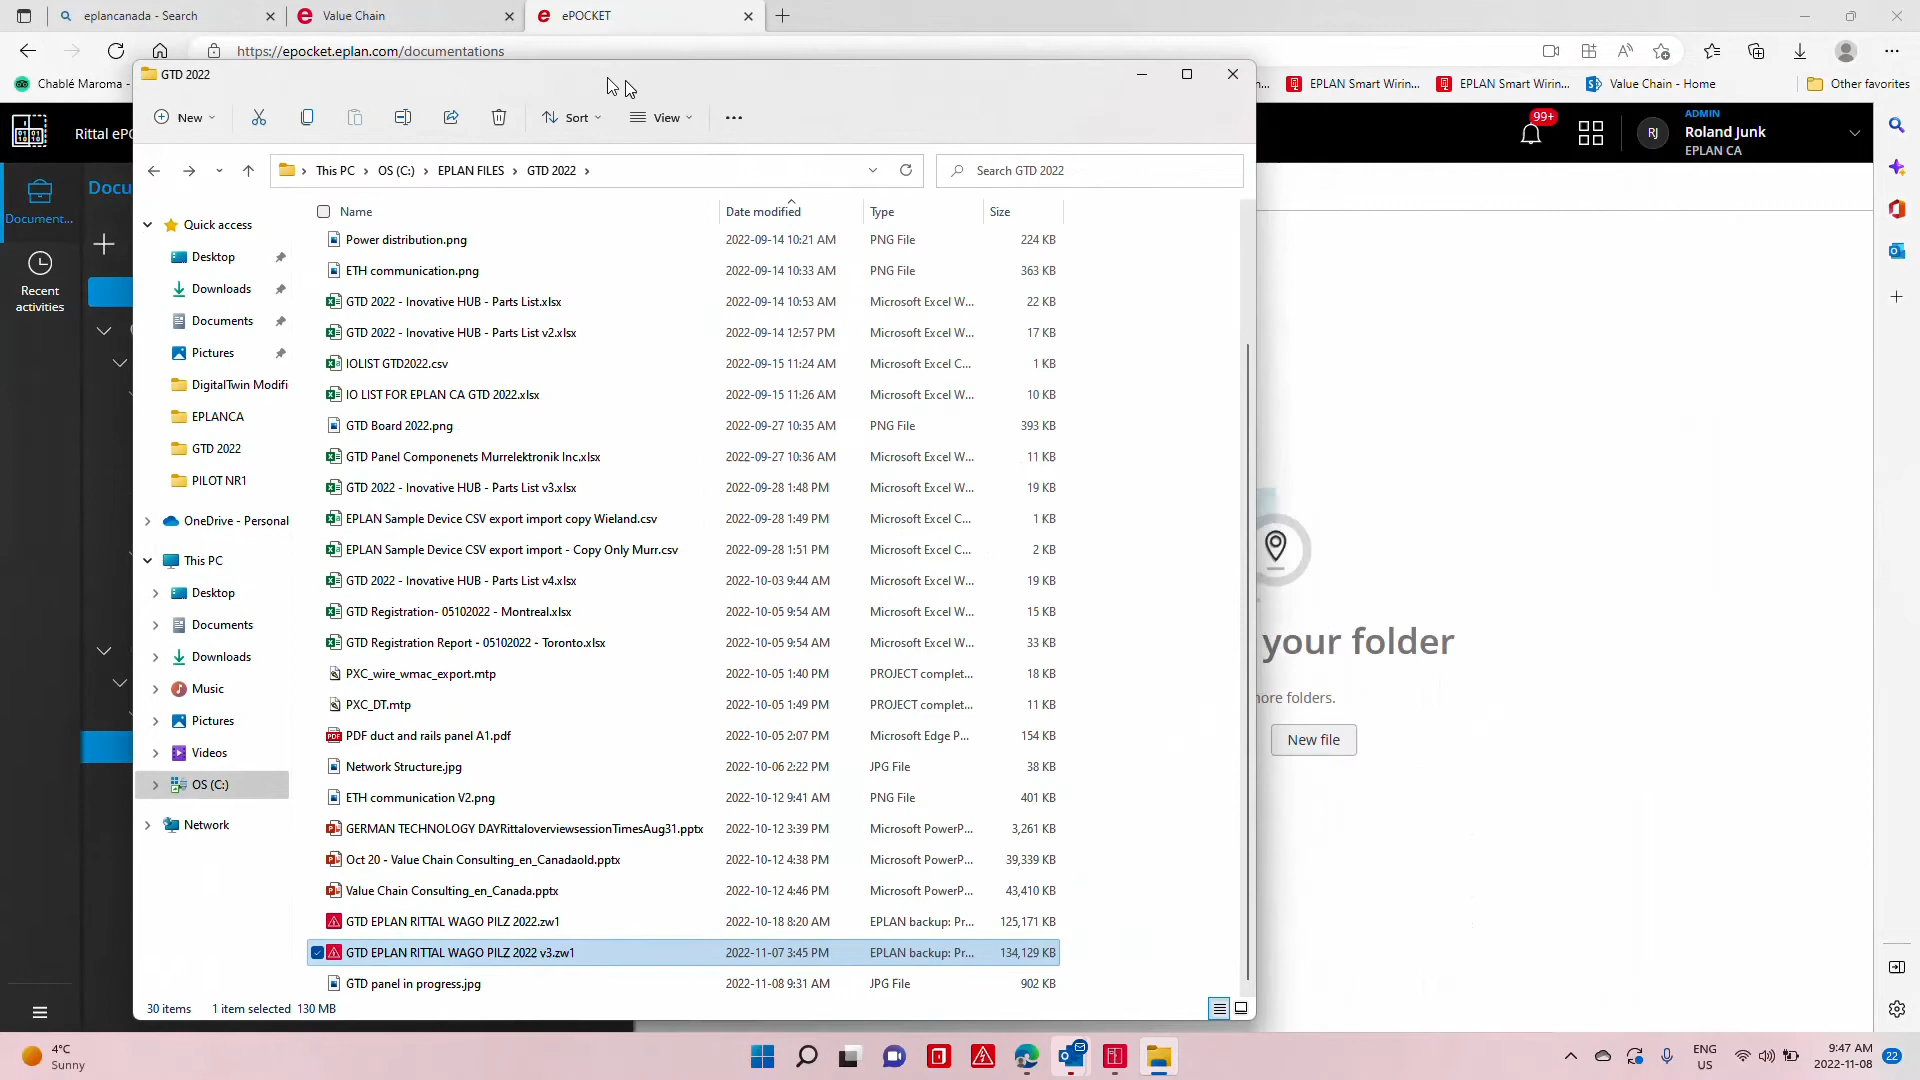 eplancanada - Search
Value Chain
ePOCKET
https://epocket.eplan.com/documentations
Chablé Maroma -
EPLAN Smart Wirin...
EPLAN Smart Wirin...
Value Chain - Home
Other favorites
GTD 2022
New
Sort
View
This PC
OS (C:)
EPLAN FILES
GTD 2022
Search GTD 2022
Rittal ePO
99+
RJ
ADMIN
Roland Junk
EPLAN CA
Document...
Docu
Recent
activities
Quick access
Desktop
Downloads
Documents
Pictures
DigitalTwin Modifi
EPLANCA
GTD 2022
PILOT NR1
OneDrive - Personal
This PC
Desktop
Documents
Downloads
Music
Pictures
Videos
OS (C:)
Network
Name Date modified Type Size
Power distribution.png 2022-09-14 10:21 AM PNG File 224 KB
ETH communication.png 2022-09-14 10:33 AM PNG File 363 KB
GTD 2022 - Inovative HUB - Parts List.xlsx 2022-09-14 10:53 AM Microsoft Excel W... 22 KB
GTD 2022 - Inovative HUB - Parts List v2.xlsx 2022-09-14 12:57 PM Microsoft Excel W... 17 KB
IOLIST GTD2022.csv 2022-09-15 11:24 AM Microsoft Excel C... 1 KB
IO LIST FOR EPLAN CA GTD 2022.xlsx 2022-09-15 11:26 AM Microsoft Excel W... 10 KB
GTD Board 2022.png 2022-09-27 10:35 AM PNG File 393 KB
GTD Panel Componenets Murrelektronik Inc.xlsx 2022-09-27 10:36 AM Microsoft Excel W... 11 KB
GTD 2022 - Inovative HUB - Parts List v3.xlsx 2022-09-28 1:48 PM Microsoft Excel W... 19 KB
EPLAN Sample Device CSV export import copy Wieland.csv 2022-09-28 1:49 PM Microsoft Excel C... 1 KB
EPLAN Sample Device CSV export import - Copy Only Murr.csv 2022-09-28 1:51 PM Microsoft Excel C... 2 KB
GTD 2022 - Inovative HUB - Parts List v4.xlsx 2022-10-03 9:44 AM Microsoft Excel W... 19 KB
GTD Registration- 05102022 - Montreal.xlsx 2022-10-05 9:54 AM Microsoft Excel W... 15 KB
GTD Registration Report - 05102022 - Toronto.xlsx 2022-10-05 9:54 AM Microsoft Excel W... 33 KB
PXC_wire_wmac_export.mtp 2022-10-05 1:40 PM PROJECT complet... 18 KB
PXC_DT.mtp 2022-10-05 1:49 PM PROJECT complet... 11 KB
PDF duct and rails panel A1.pdf 2022-10-05 2:07 PM Microsoft Edge P... 154 KB
Network Structure.jpg 2022-10-06 2:22 PM JPG File 38 KB
ETH communication V2.png 2022-10-12 9:41 AM PNG File 401 KB
GERMAN TECHNOLOGY DAYRittaloverviewsessionTimesAug31.pptx 2022-10-12 3:39 PM Microsoft PowerP... 3,261 KB
Oct 20 - Value Chain Consulting_en_Canadaold.pptx 2022-10-12 4:38 PM Microsoft PowerP... 39,339 KB
Value Chain Consulting_en_Canada.pptx 2022-10-12 4:46 PM Microsoft PowerP... 43,410 KB
GTD EPLAN RITTAL WAGO PILZ 2022.zw1 2022-10-18 8:20 AM EPLAN backup: Pr... 125,171 KB
GTD EPLAN RITTAL WAGO PILZ 2022 v3.zw1 2022-11-07 3:45 PM EPLAN backup: Pr... 134,129 KB
GTD panel in progress.jpg 2022-11-08 9:31 AM JPG File 902 KB
30 items 1 item selected 130 MB
your folder
ore folders.
New file
4°C
Sunny
ENG
US
9:47 AM
2022-11-08
22